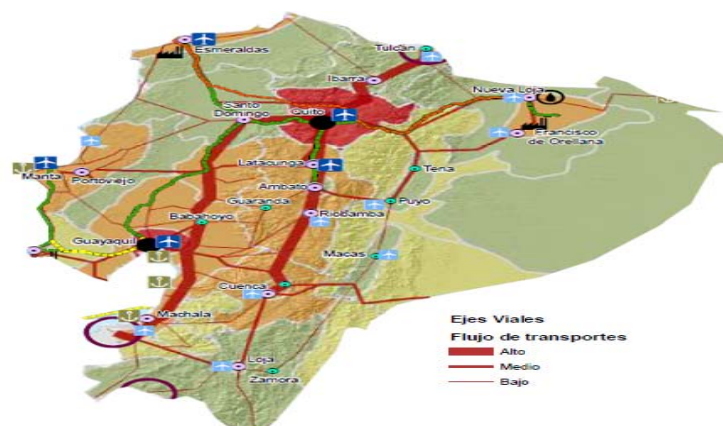 Esmeraldas
Tulcán
Ibarra
Nueva Loja
Santo
Domingo
Quito
Francisco
de Orellana
Latacunga
Tena
Manta
Portoviejo
Ambato
Guaranda
Puyo
Babahoyo
Riobamba
Guayaquil
Macas
Cuenca
Machala
Loja
Zamora
Ejes Viales
Flujo de transportes
Alto
Medio
Bajo